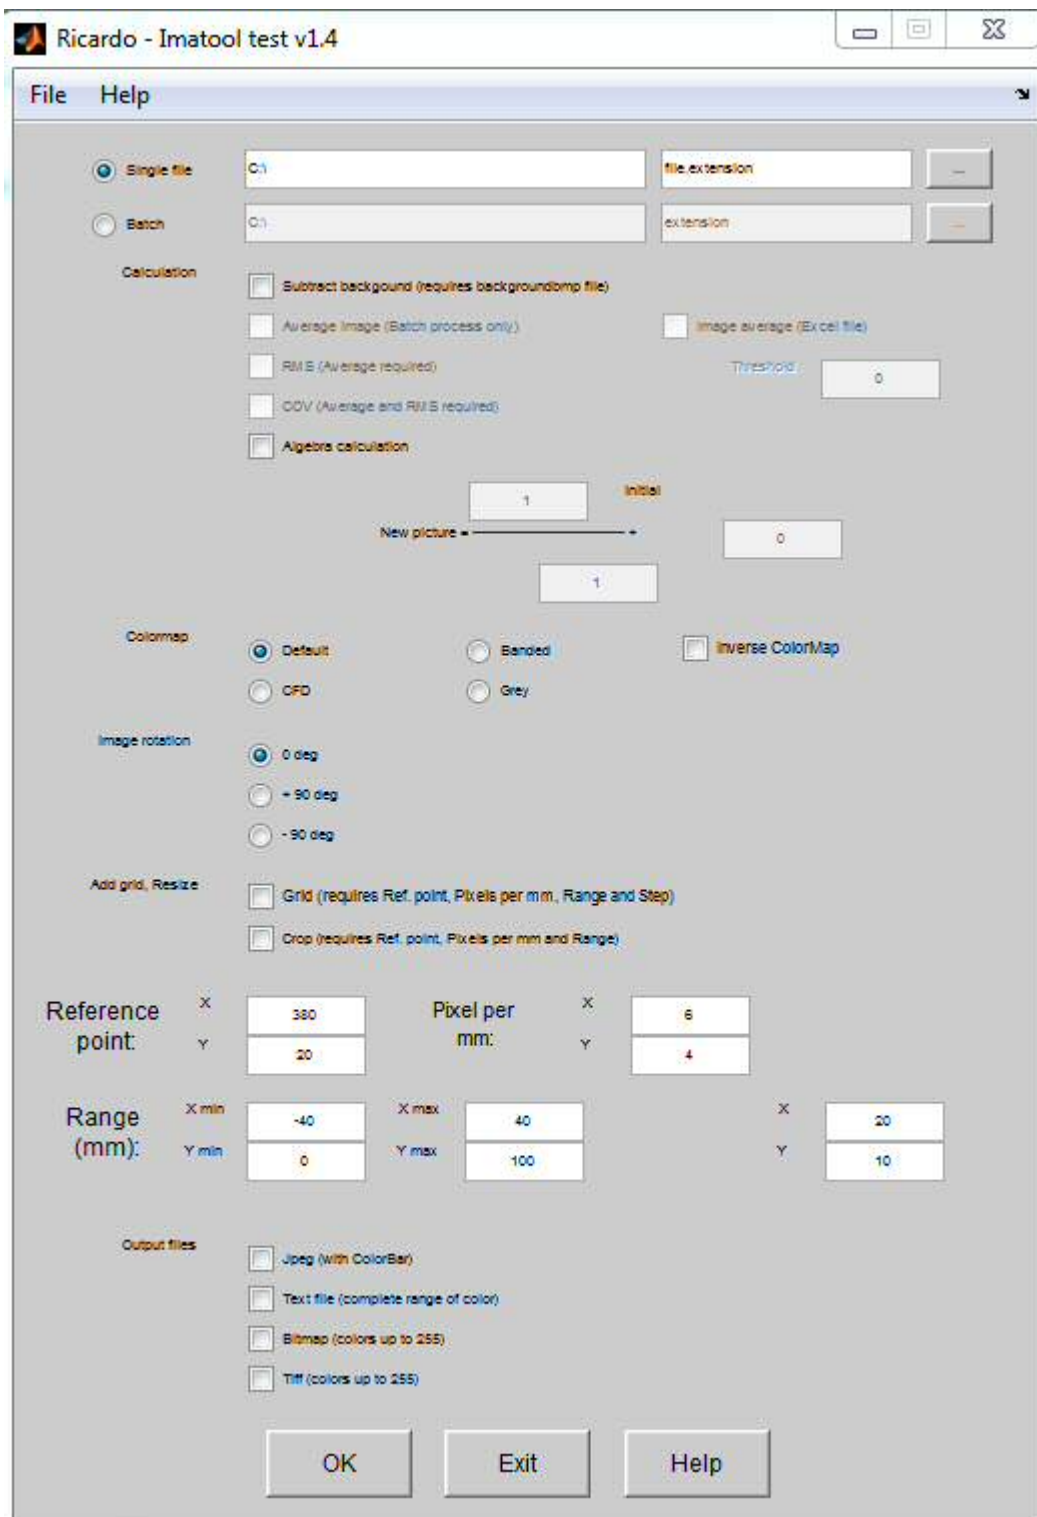 Ricardo - Imatool test v1.4
File Help
Single file C:\ file.extension ...
Batch C:\ extension ...
Calculation
Subtract backgound (requires backgroundbmp file)
Average Image (Batch process only) Image average (Excel file)
RMS (Average required) Threshold 0
COV (Average and RMS required)
Algebra calculation
1 Initial
New picture = + 0
1
Colormap
Default Banded Inverse ColorMap
CFD Grey
Image rotation
0 deg
+ 90 deg
- 90 deg
Add grid, Resize
Grid (requires Ref. point, Pixels per mm, Range and Step)
Crop (requires Ref. point, Pixels per mm and Range)
Reference point: X 380 Pixel per mm: X 6
Y 20 Y 4
Range (mm): X min -40 X max 40 X 20
Y min 0 Y max 100 Y 10
Output files
Jpeg (with ColorBar)
Text file (complete range of color)
Bitmap (colors up to 255)
Tiff (colors up to 255)
OK Exit Help